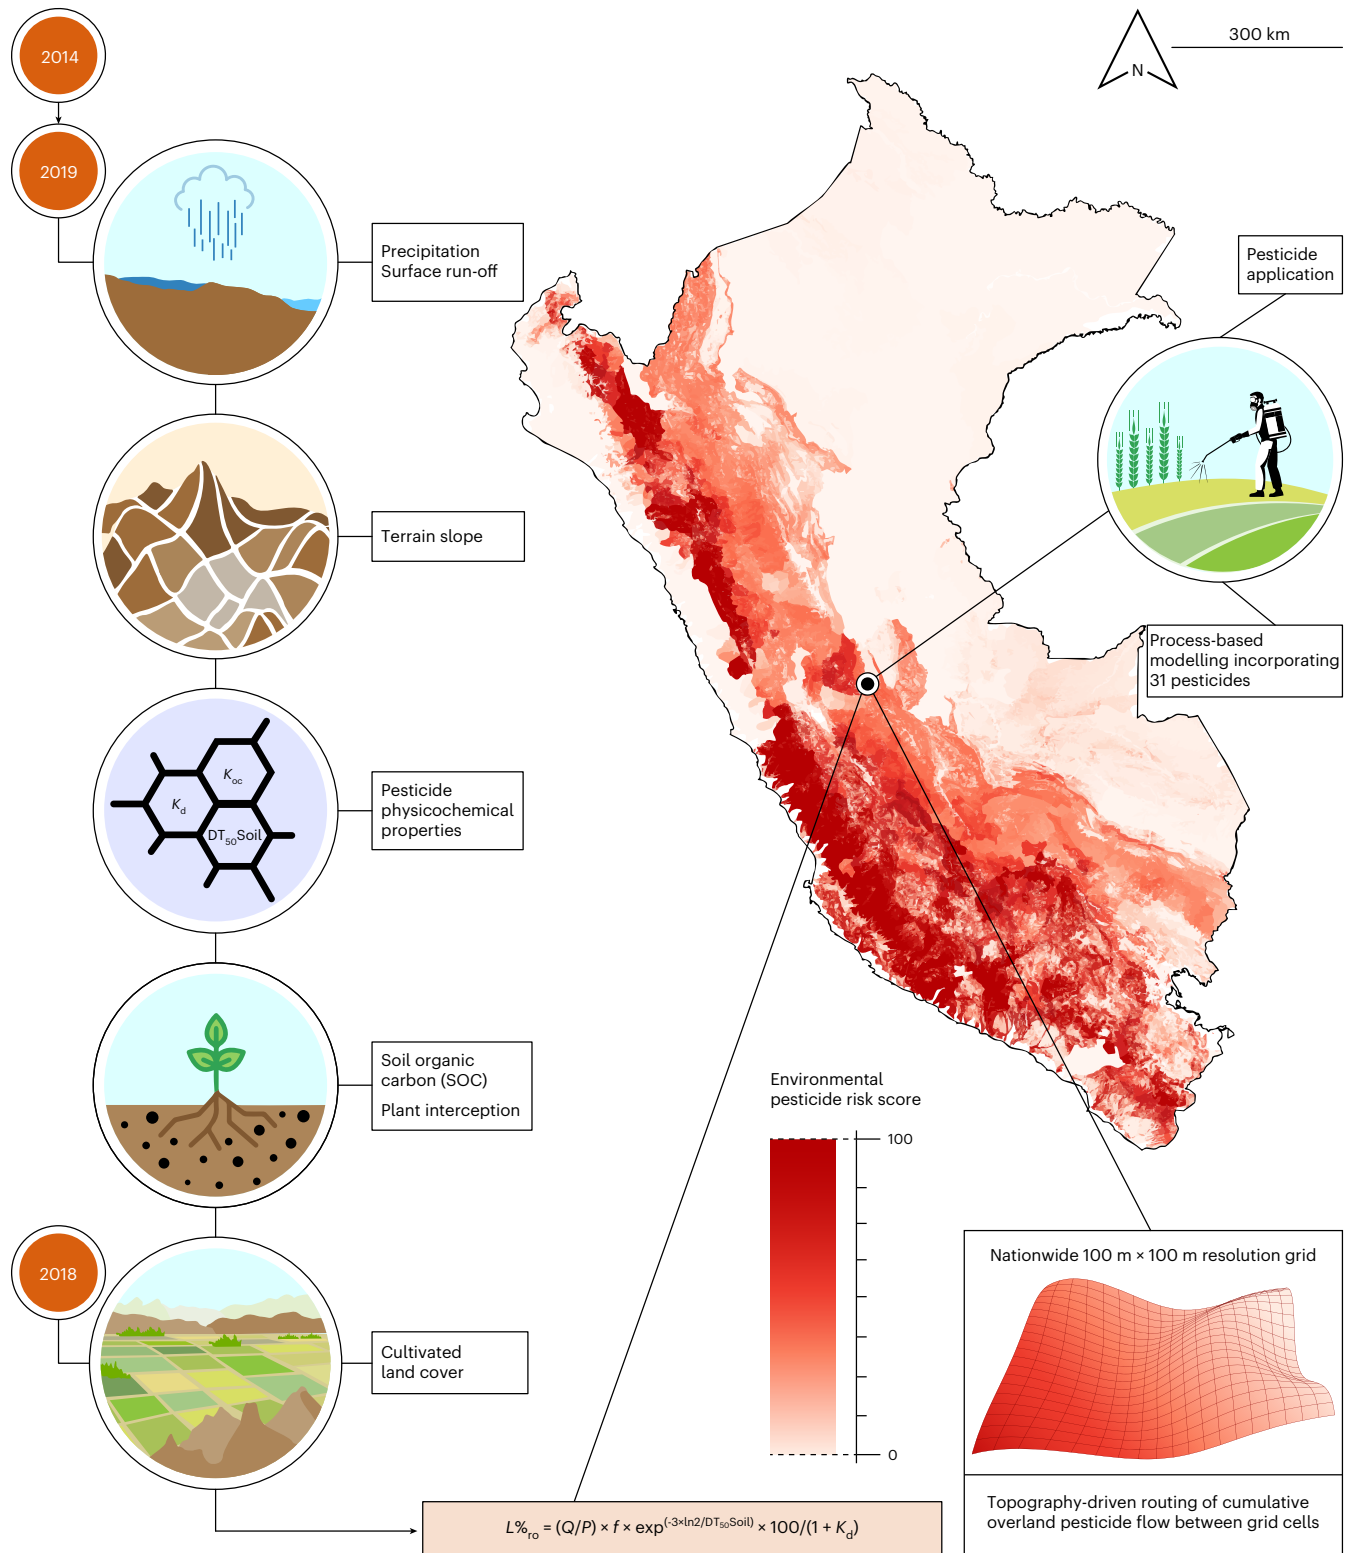 2014
2019
Precipitation
Surface run-off
Terrain slope
K_oc
K_d
DT_50Soil
Pesticide
physicochemical
properties
Soil organic
carbon (SOC)
Plant interception
2018
Cultivated
land cover
L%_ro = (Q/P) × f × exp^(-3×ln2/DT_50Soil) × 100/(1 + K_d)
N
300 km
Pesticide
application
Process-based
modelling incorporating
31 pesticides
Environmental
pesticide risk score
100
0
Nationwide 100 m × 100 m resolution grid
Topography-driven routing of cumulative
overland pesticide flow between grid cells